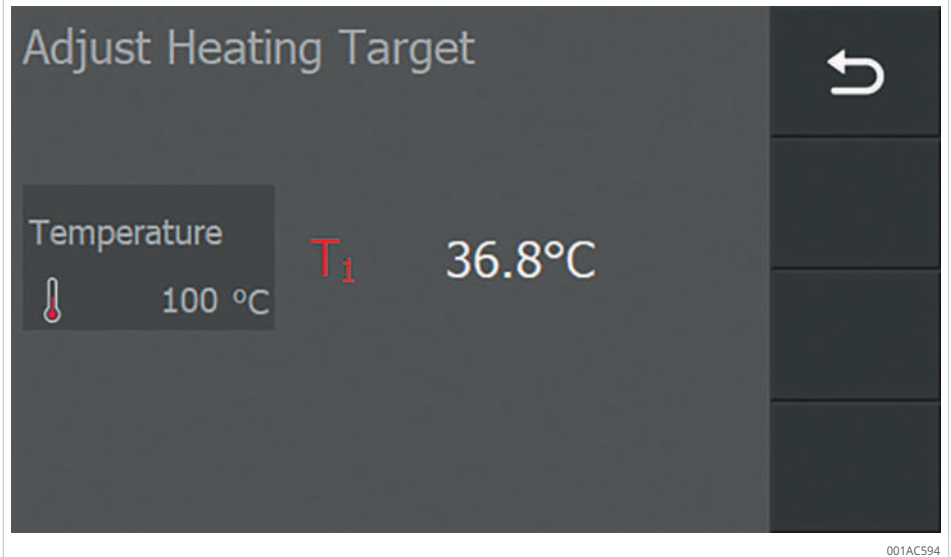 Adjust Heating Target
Temperature
100 °C
T₁ 36.8°C
001AC594